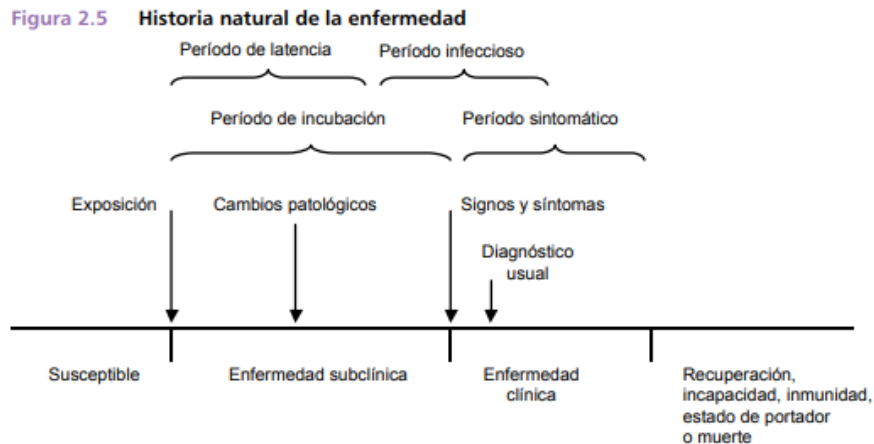 Figura 2.5 Historia natural de la enfermedad
Período de latencia
Período infeccioso
Período de incubación
Período sintomático
Exposición
Cambios patológicos
Signos y síntomas
Diagnóstico
usual
Susceptible
Enfermedad subclínica
Enfermedad
clínica
Recuperación,
incapacidad, inmunidad,
estado de portador
o muerte